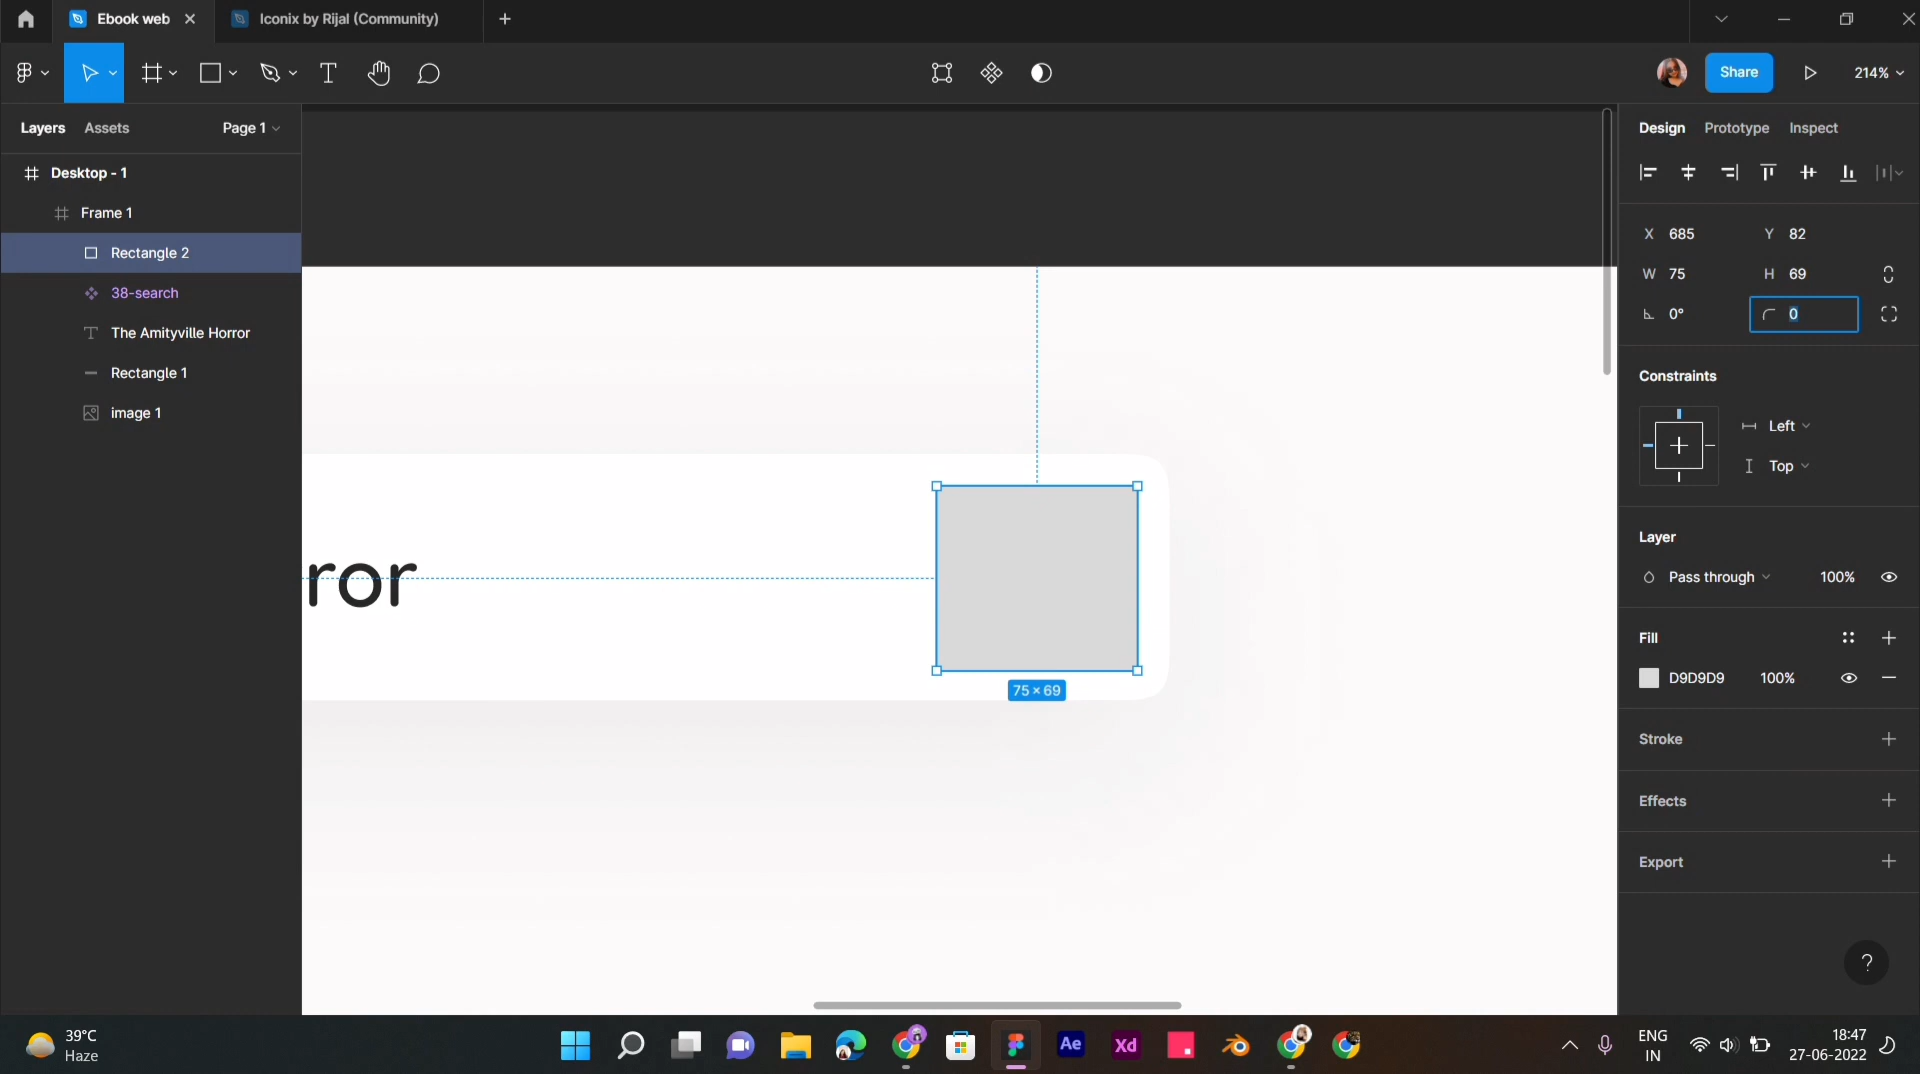 Ebook web
Iconix by Rijal (Community)
Share
214%
Layers
Assets
Page 1
Design
Prototype
Inspect
Desktop - 1
Frame 1
Rectangle 2
38-search
The Amityville Horror
Rectangle 1
image 1
X 685
Y 82
W 75
H 69
0°
0
Constraints
Left
Top
Layer
Pass through
100%
Fill
D9D9D9
100%
Stroke
Effects
Export
ror
75 × 69
?
39°C
Haze
Ae
Xd
ENG
IN
18:47
27-06-2022